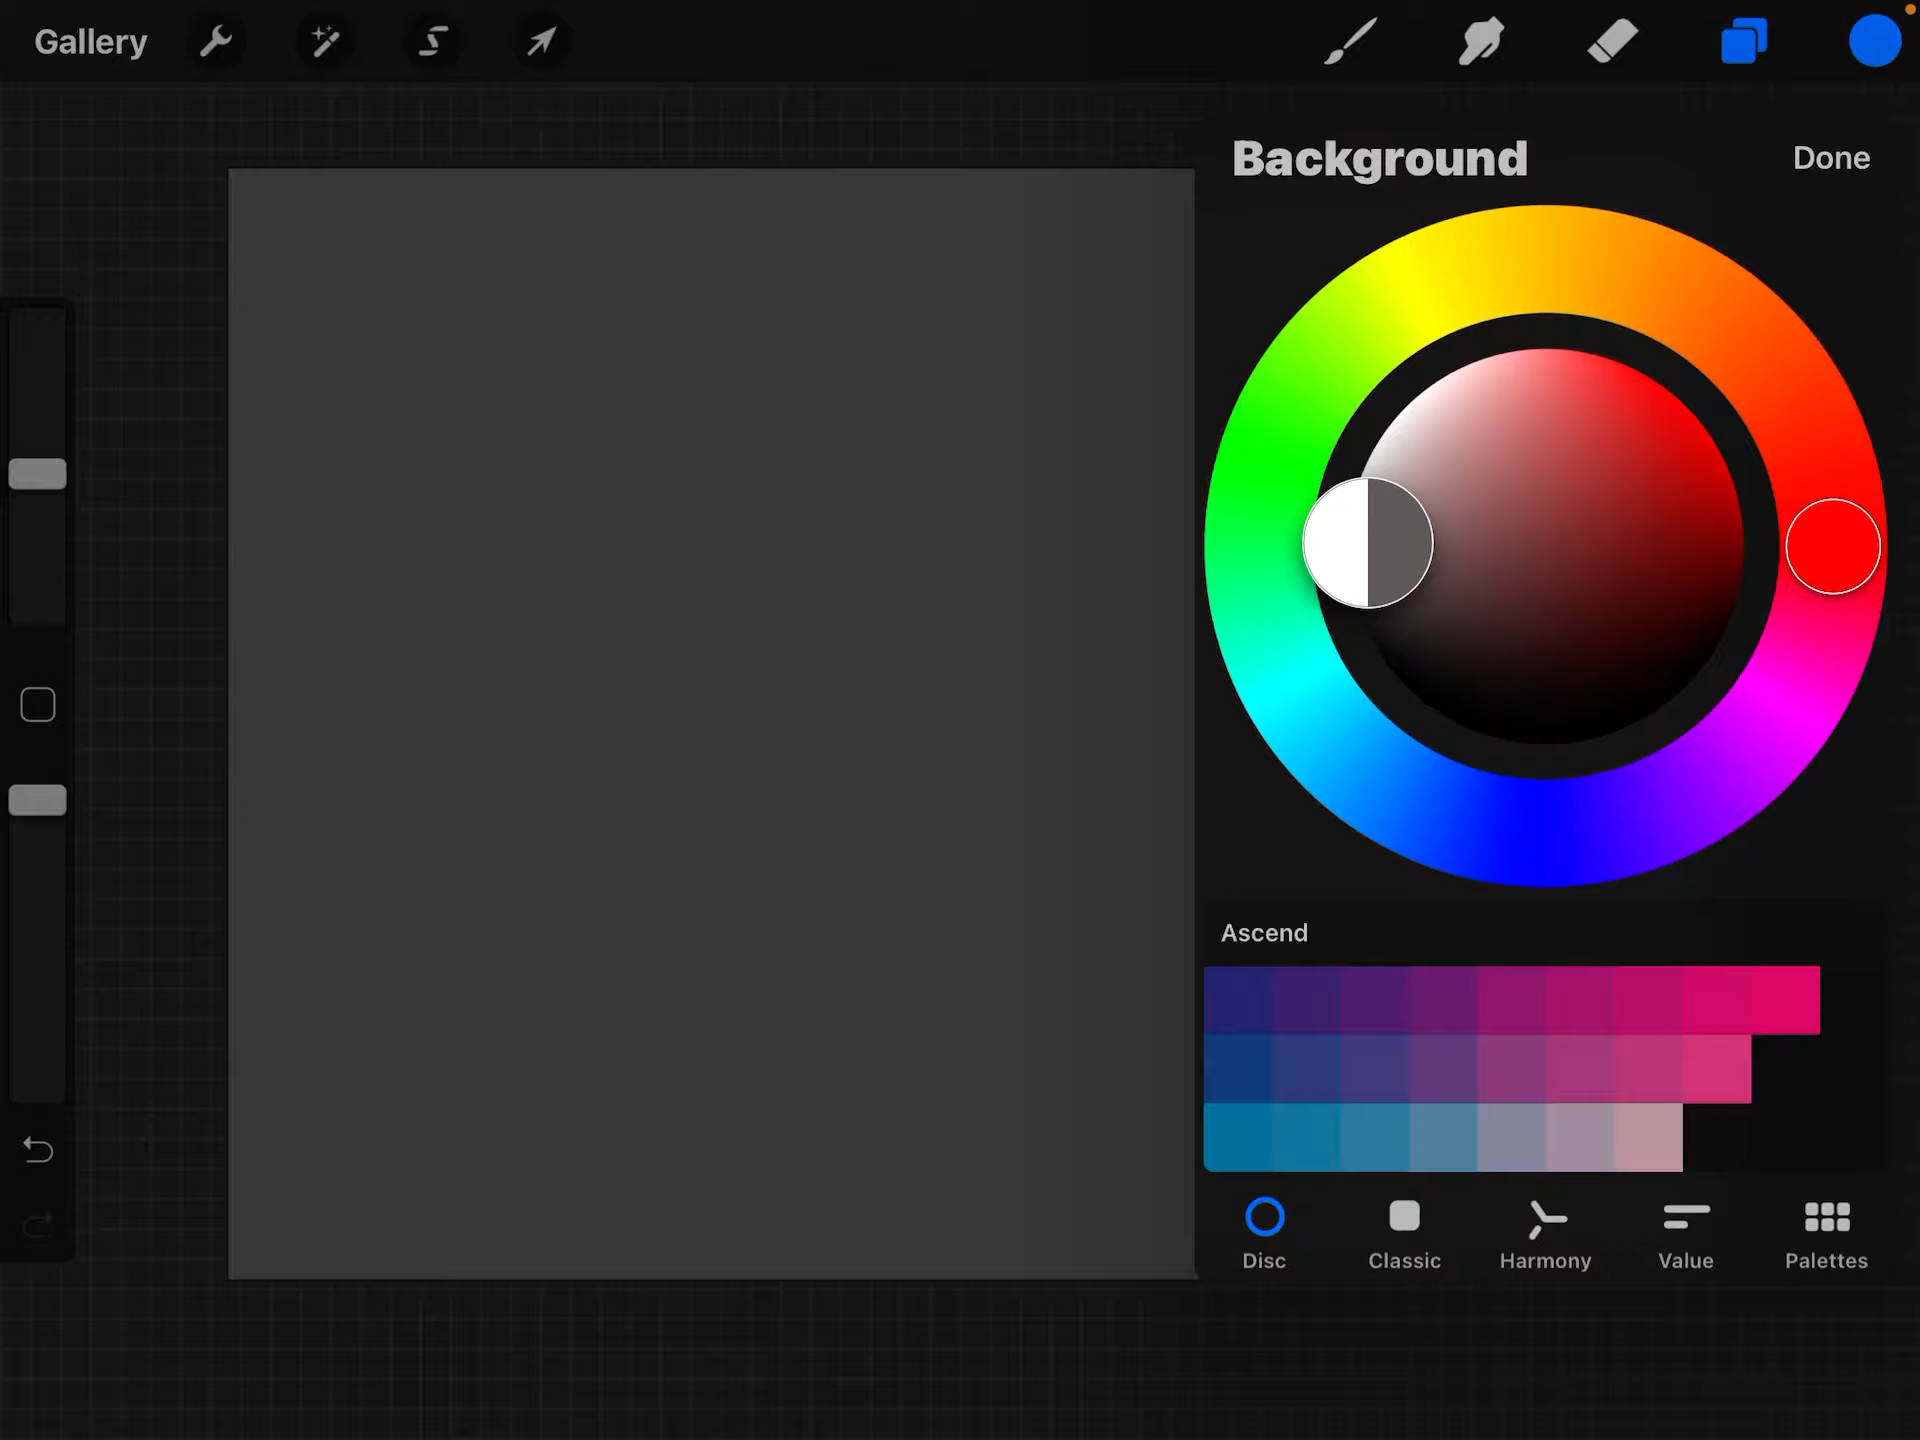 Gallery
Background
Done
Ascend
Disc
Classic
Harmony
Value
Palettes